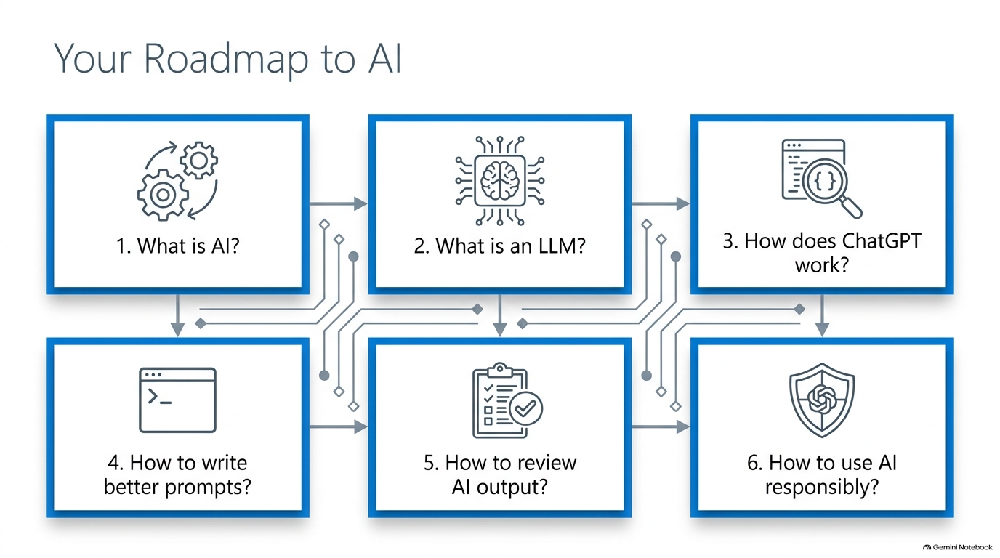 Your Roadmap to AI
1. What is AI?
2. What is an LLM?
3. How does ChatGPT
work?
4. How to write
better prompts?
5. How to review
AI output?
6. How to use AI
responsibly?
Gemini Notebook